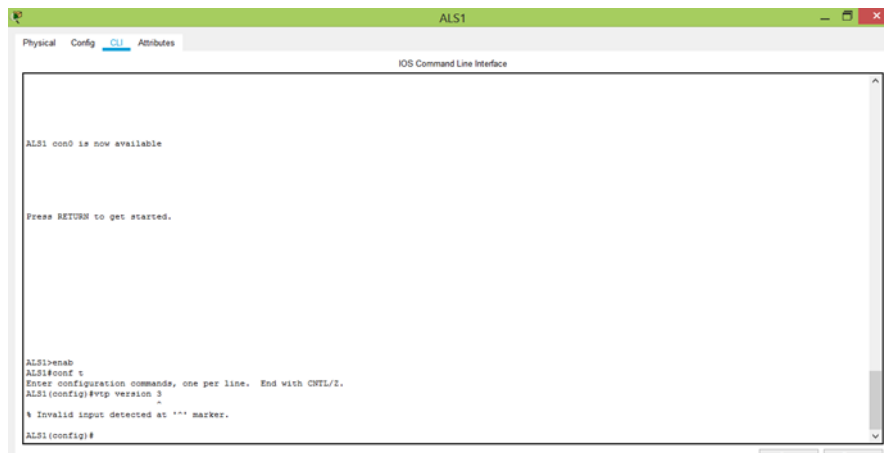 ALS1
Physical Config CLI Attributes
IOS Command Line Interface
ALS1 con0 is now available
Press RETURN to get started.
ALS1>enab
ALS1#conf t
Enter configuration commands, one per line.  End with CNTL/Z.
ALS1(config)#vtp version 3
^
% Invalid input detected at '^' marker.
ALS1(config)#